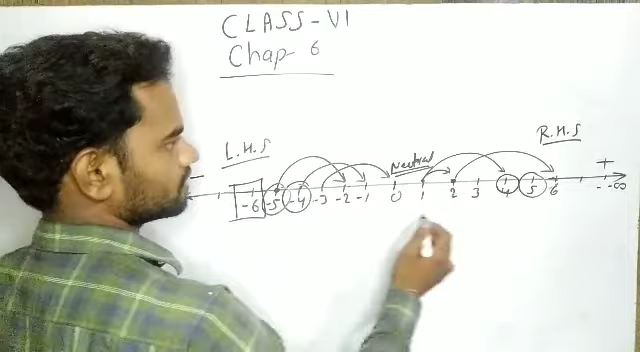 CLASS-VI
Chap- 6
L.H.S
Neutral
R.H.S
- +
-6 -5 -4 -3 -2 -1 0 1 2 3 4 5 6 --∞